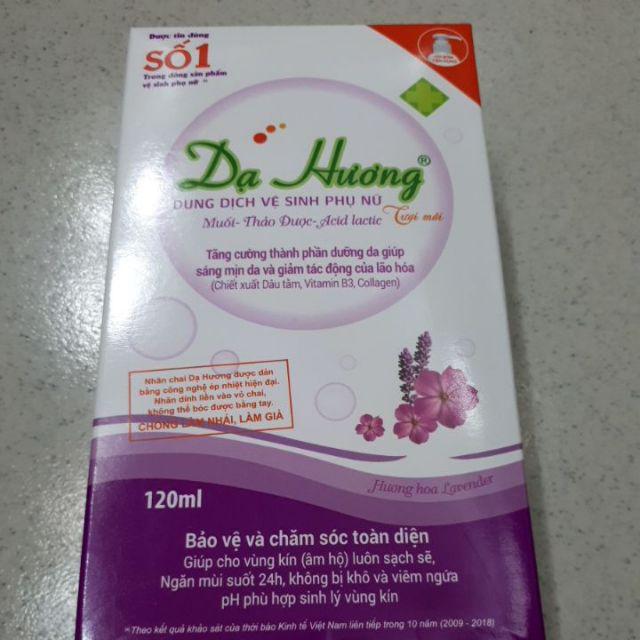 Được tin dùng
SỐ 1
Trong dòng sản phẩm
vệ sinh phụ nữ
Dạ Hương®
DUNG DỊCH VỆ SINH PHỤ NỮ
Muối-Thảo Dược-Acid lactic Tươi mới
Tăng cường thành phần dưỡng da giúp
sáng mịn da và giảm tác động của lão hóa
(Chiết xuất Dâu tằm, Vitamin B3, Collagen)
Nhãn chai Dạ Hương được dán
bằng công nghệ ép nhiệt hiện đại.
Nhãn dính liền vào vỏ chai,
không thể bóc được bằng tay.
CHỐNG LÀM NHÁI, LÀM GIẢ
Hương hoa Lavender
120ml
Bảo vệ và chăm sóc toàn diện
Giúp cho vùng kín (âm hộ) luôn sạch sẽ,
Ngăn mùi suốt 24h, không bị khô và viêm ngứa
pH phù hợp sinh lý vùng kín
Theo kết quả khảo sát của thời báo Kinh tế Việt Nam liên tiếp trong 10 năm (2009 - 2018)